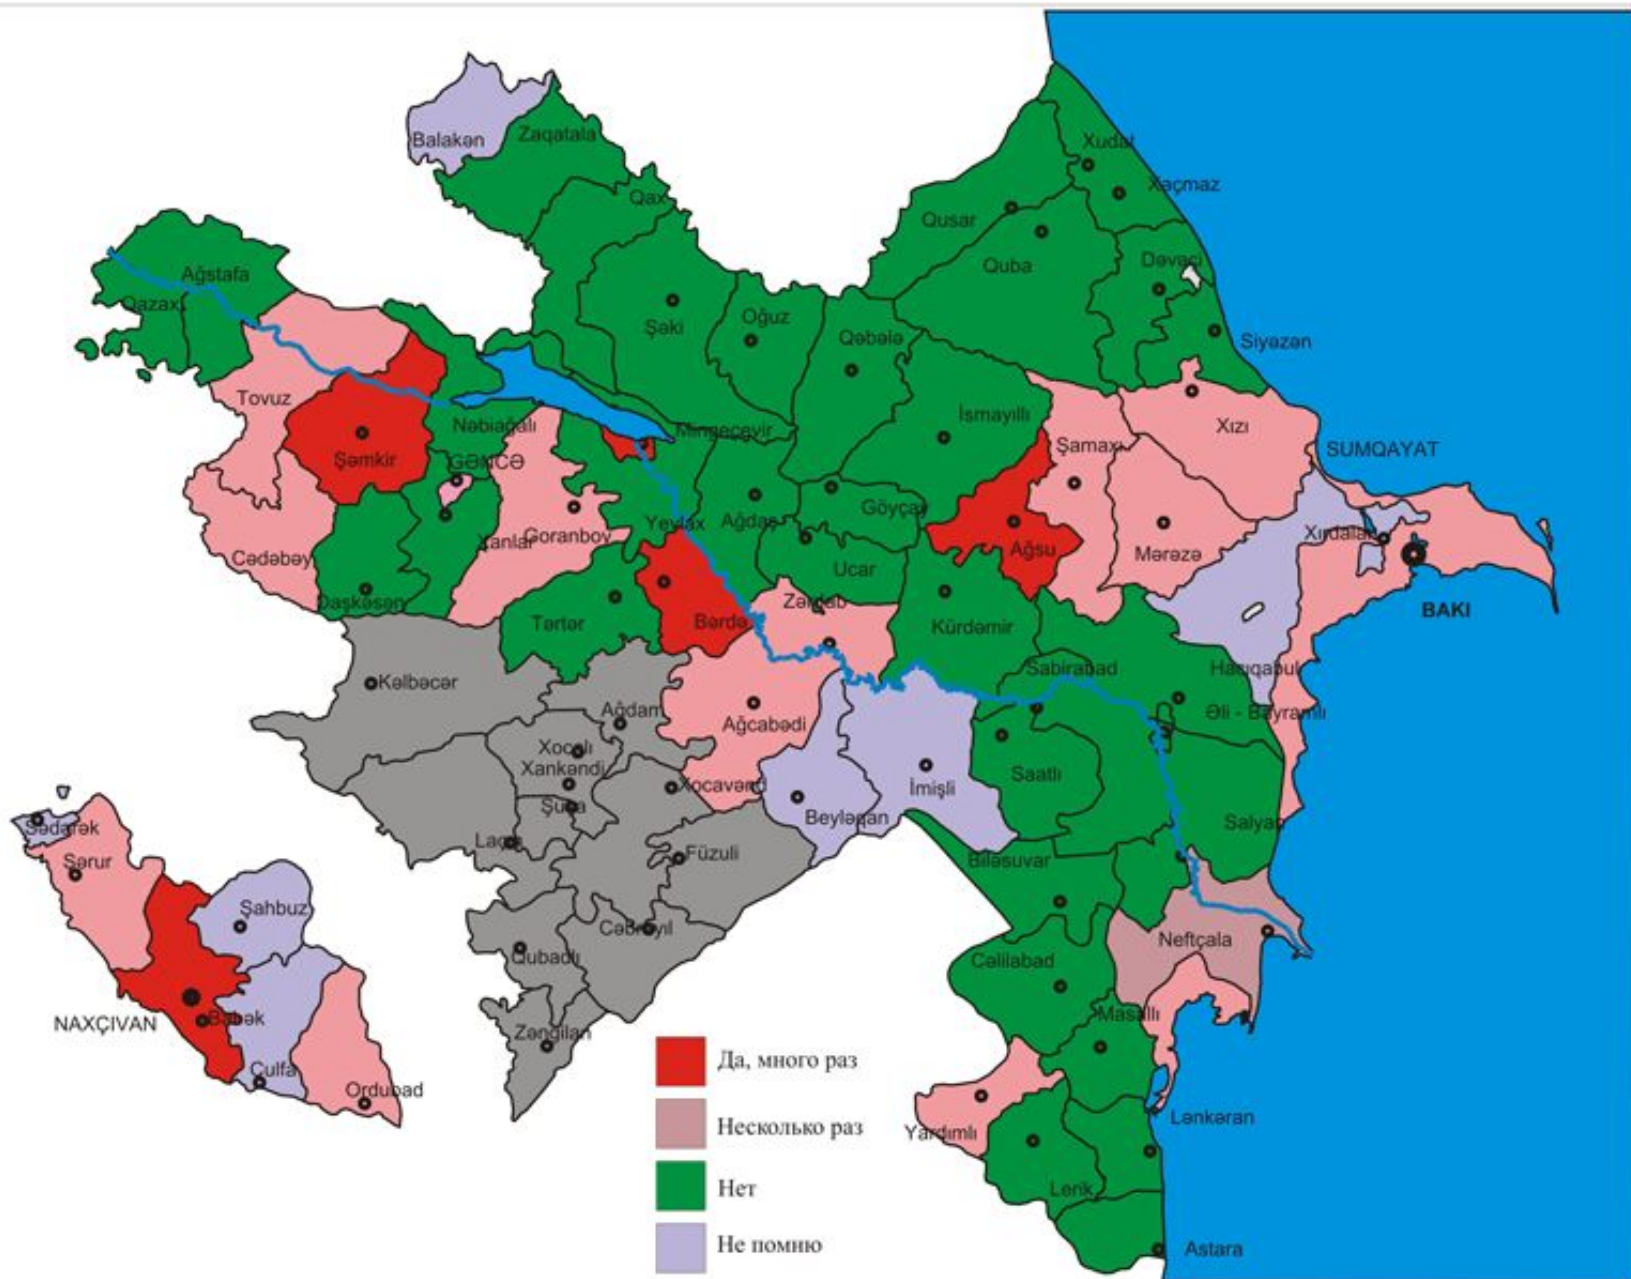 Balakən
Zaqatala
Xudat
Qax
Xaçmaz
Qusar
Quba
Dəvəçi
Ağstafa
Qazax
Şəki
Oğuz
Qəbələ
Siyəzən
Tovuz
Nəbiağalı
Mingəçevir
İsmayıllı
Xızı
Şamaxı
SUMQAYAT
Şəmkir
GƏNCƏ
Goranboy
Xanlar
Yevlax
Ağdaş
Göyçay
Ağsu
Mərəzə
Xırdalan
Cədəbəy
Ucar
Daşkəsən
Tərtər
Bərdə
Zərdab
Kürdəmir
BAKI
Sabirabad
Hacıqabul
Kəlbəcər
Ağdam
Ağcabədi
Əli - Bayramlı
Xocalı
Xankəndi
Xocavənd
Saatlı
İmişli
Şuşa
Beyləqan
Salyan
Sədərək
Laçın
Füzuli
Biləsuvar
Şərur
Şahbuz
Cəbrayıl
Qubadlı
Neftçala
Cəlilabad
NAXÇIVAN
Babək
Zəngilan
Masallı
Culfa
Ordubad
Yardımlı
Lənkəran
Lerik
Astara
Да, много раз
Несколько раз
Нет
Не помню